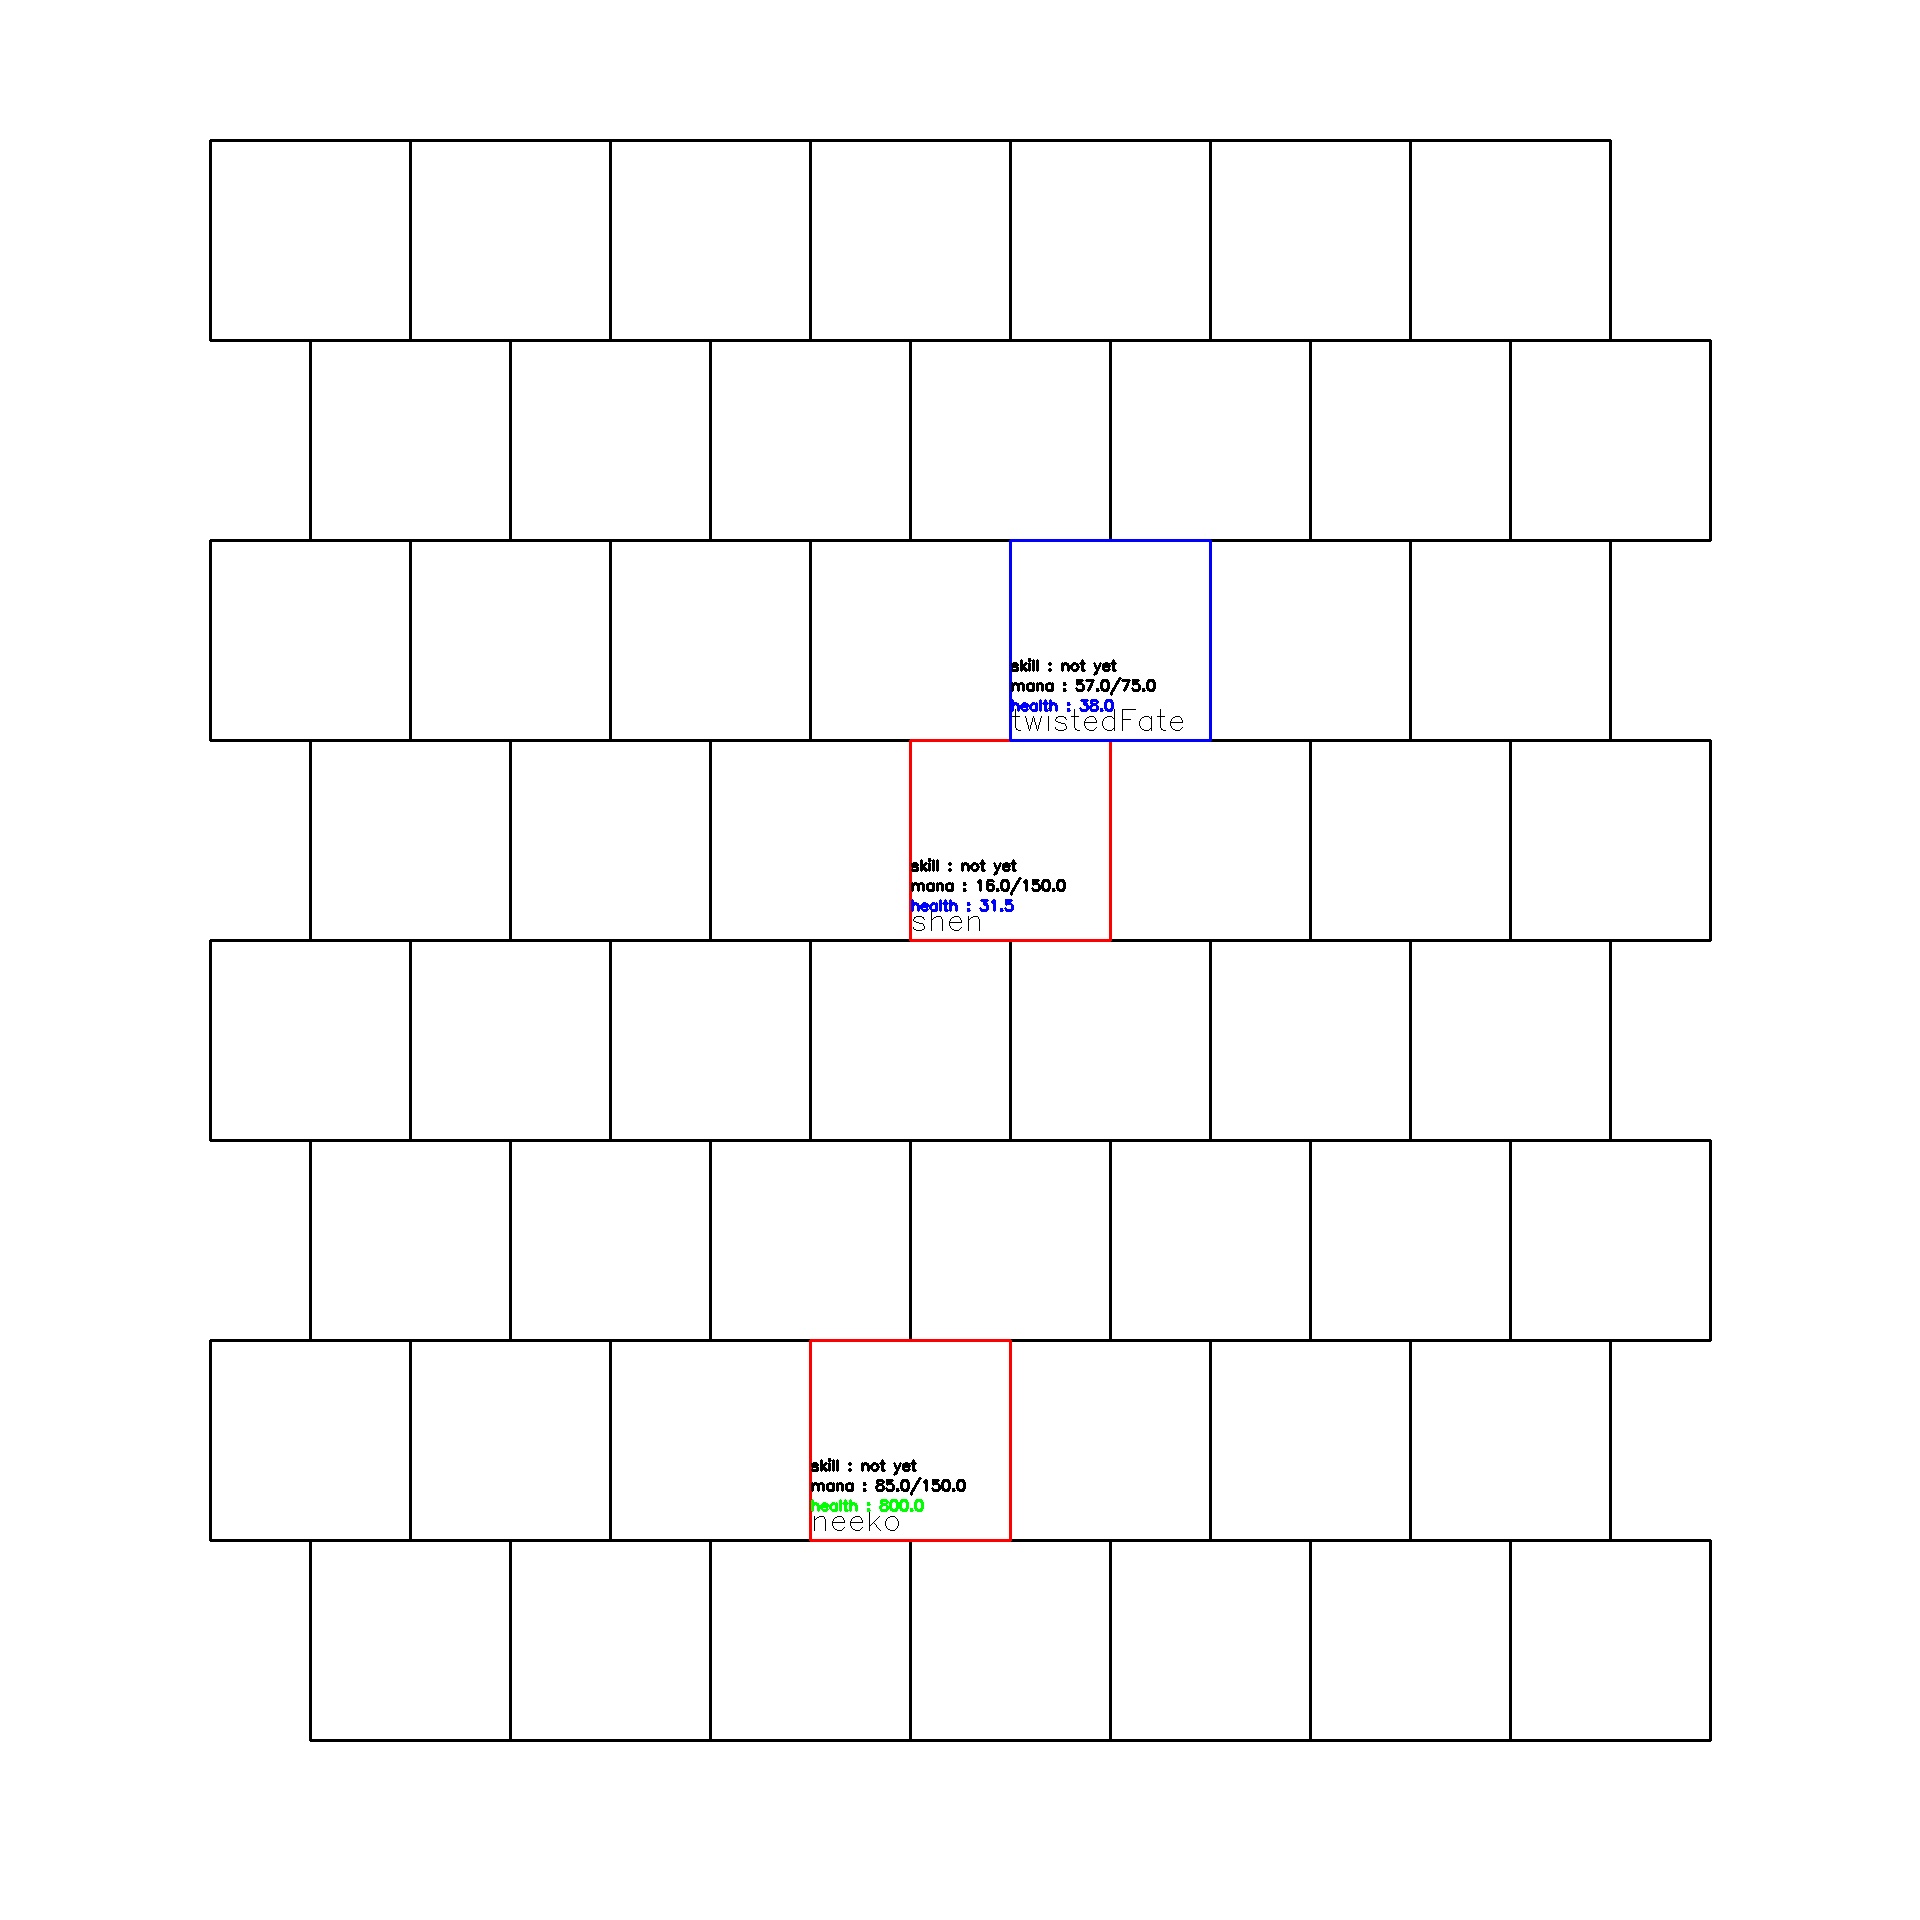 skill : not yet
mana : 57.0/75.0
health : 38.0
twistedFate
skill : not yet
mana : 16.0/150.0
health : 31.5
shen
skill : not yet
mana : 85.0/150.0
health : 800.0
neeko